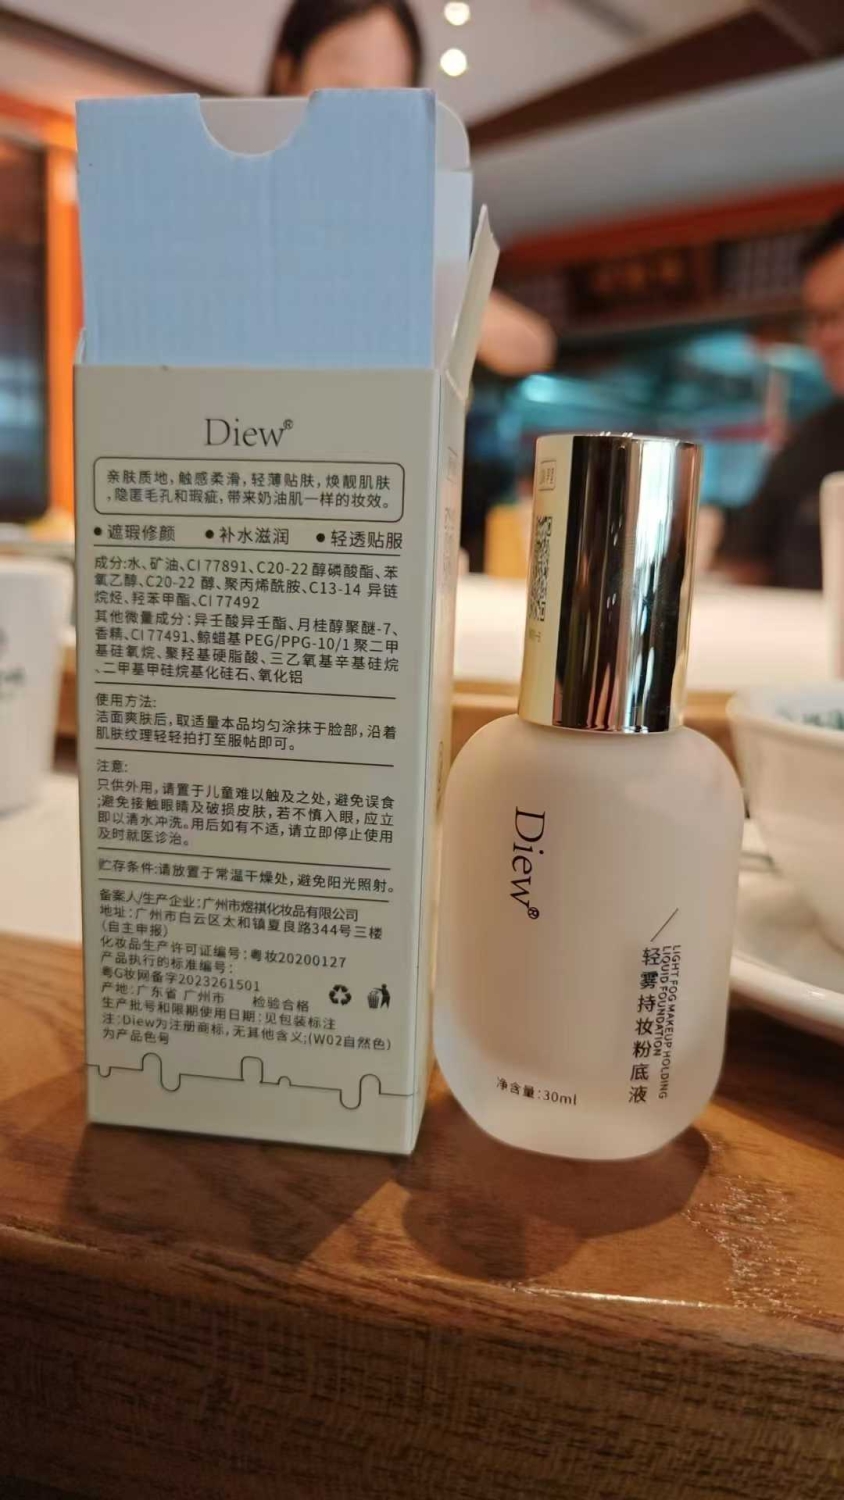 Diew®
亲肤质地,触感柔滑,轻薄贴肤,焕靓肌肤
,隐匿毛孔和瑕疵,带来奶油肌一样的妆效。
•遮瑕修颜 •补水滋润 •轻透贴服
成分:水、矿油、CI 77891、C20-22 醇磷酸酯、苯
氧乙醇、C20-22 醇、聚丙烯酰胺、C13-14 异链
烷烃、羟苯甲酯、CI 77492
其他微量成分:异壬酸异壬酯、月桂醇聚醚-7、
香精、CI 77491、鲸蜡基 PEG/PPG-10/1 聚二甲
基硅氧烷、聚羟基硬脂酸、三乙氧基辛基硅烷
、二甲基甲硅烷基化硅石、氧化铝
使用方法:
洁面爽肤后,取适量本品均匀涂抹于脸部,沿着
肌肤纹理轻轻拍打至服帖即可。
注意:
只供外用,请置于儿童难以触及之处,避免误食
;避免接触眼睛及破损皮肤,若不慎入眼,应立
即以清水冲洗。用后如有不适,请立即停止使用
及时就医诊治。
贮存条件:请放置于常温干燥处,避免阳光照射。
备案人/生产企业:广州市煜祺化妆品有限公司
地址:广州市白云区太和镇夏良路344号三楼
(自主申报)
化妆品生产许可证编号:粤妆20200127
产品执行的标准编号:
粤G妆网备字2023261501
产地:广东省 广州市 检验合格
生产批号和限期使用日期:见包装标注
注:Diew为注册商标,无其他含义;(W02自然色)
为产品色号
Diew®
轻雾持妆粉底液
LIGHT FOG MAKEUP HOLDING
LIQUID FOUNDATION
净含量:30ml